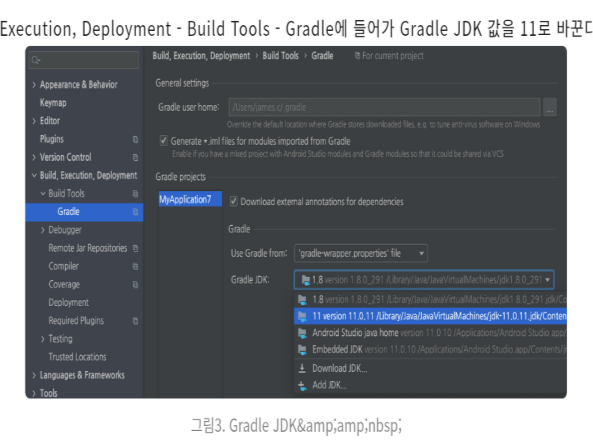 Execution, Deployment - Build Tools - Gradle에 들어가 Gradle JDK 값을 11로 바꾼다
Build, Execution, Deployment › Build Tools › Gradle For current project
> Appearance & Behavior
Keymap
> Editor
Plugins
> Version Control
Build, Execution, Deployment
Build Tools
Gradle
> Debugger
Remote Jar Repositories
Compiler
> Coverage
Deployment
Required Plugins
> Testing
Trusted Locations
> Languages & Frameworks
> Tools
General settings
Gradle user home: /Users/james.c/.gradle ...
Override the default location where Gradle stores downloaded files, e.g. to tune anti-virus software on Windows
Generate *.iml files for modules imported from Gradle
Enable if you have a mixed project with Android Studio modules and Gradle modules so that it could be shared via VCS
Gradle projects
MyApplication7
Download external annotations for dependencies
Gradle
Use Gradle from: 'gradle-wrapper.properties' file
Gradle JDK: 1.8 version 1.8.0_291 /Library/Java/JavaVirtualMachines/jdk1.8.0_291
1.8 version 1.8.0_291 /Library/Java/JavaVirtualMachines/jdk1.8.0_291.jdk/Co
11 version 11.0.11 /Library/Java/JavaVirtualMachines/jdk-11.0.11.jdk/Conten
Android Studio java home version 11.0.10 /Applications/Android Studio.app
Embedded JDK version 11.0.10 /Applications/Android Studio.app/Contents/j
Download JDK...
Add JDK...
그림3. Gradle JDK&amp;amp;nbsp;